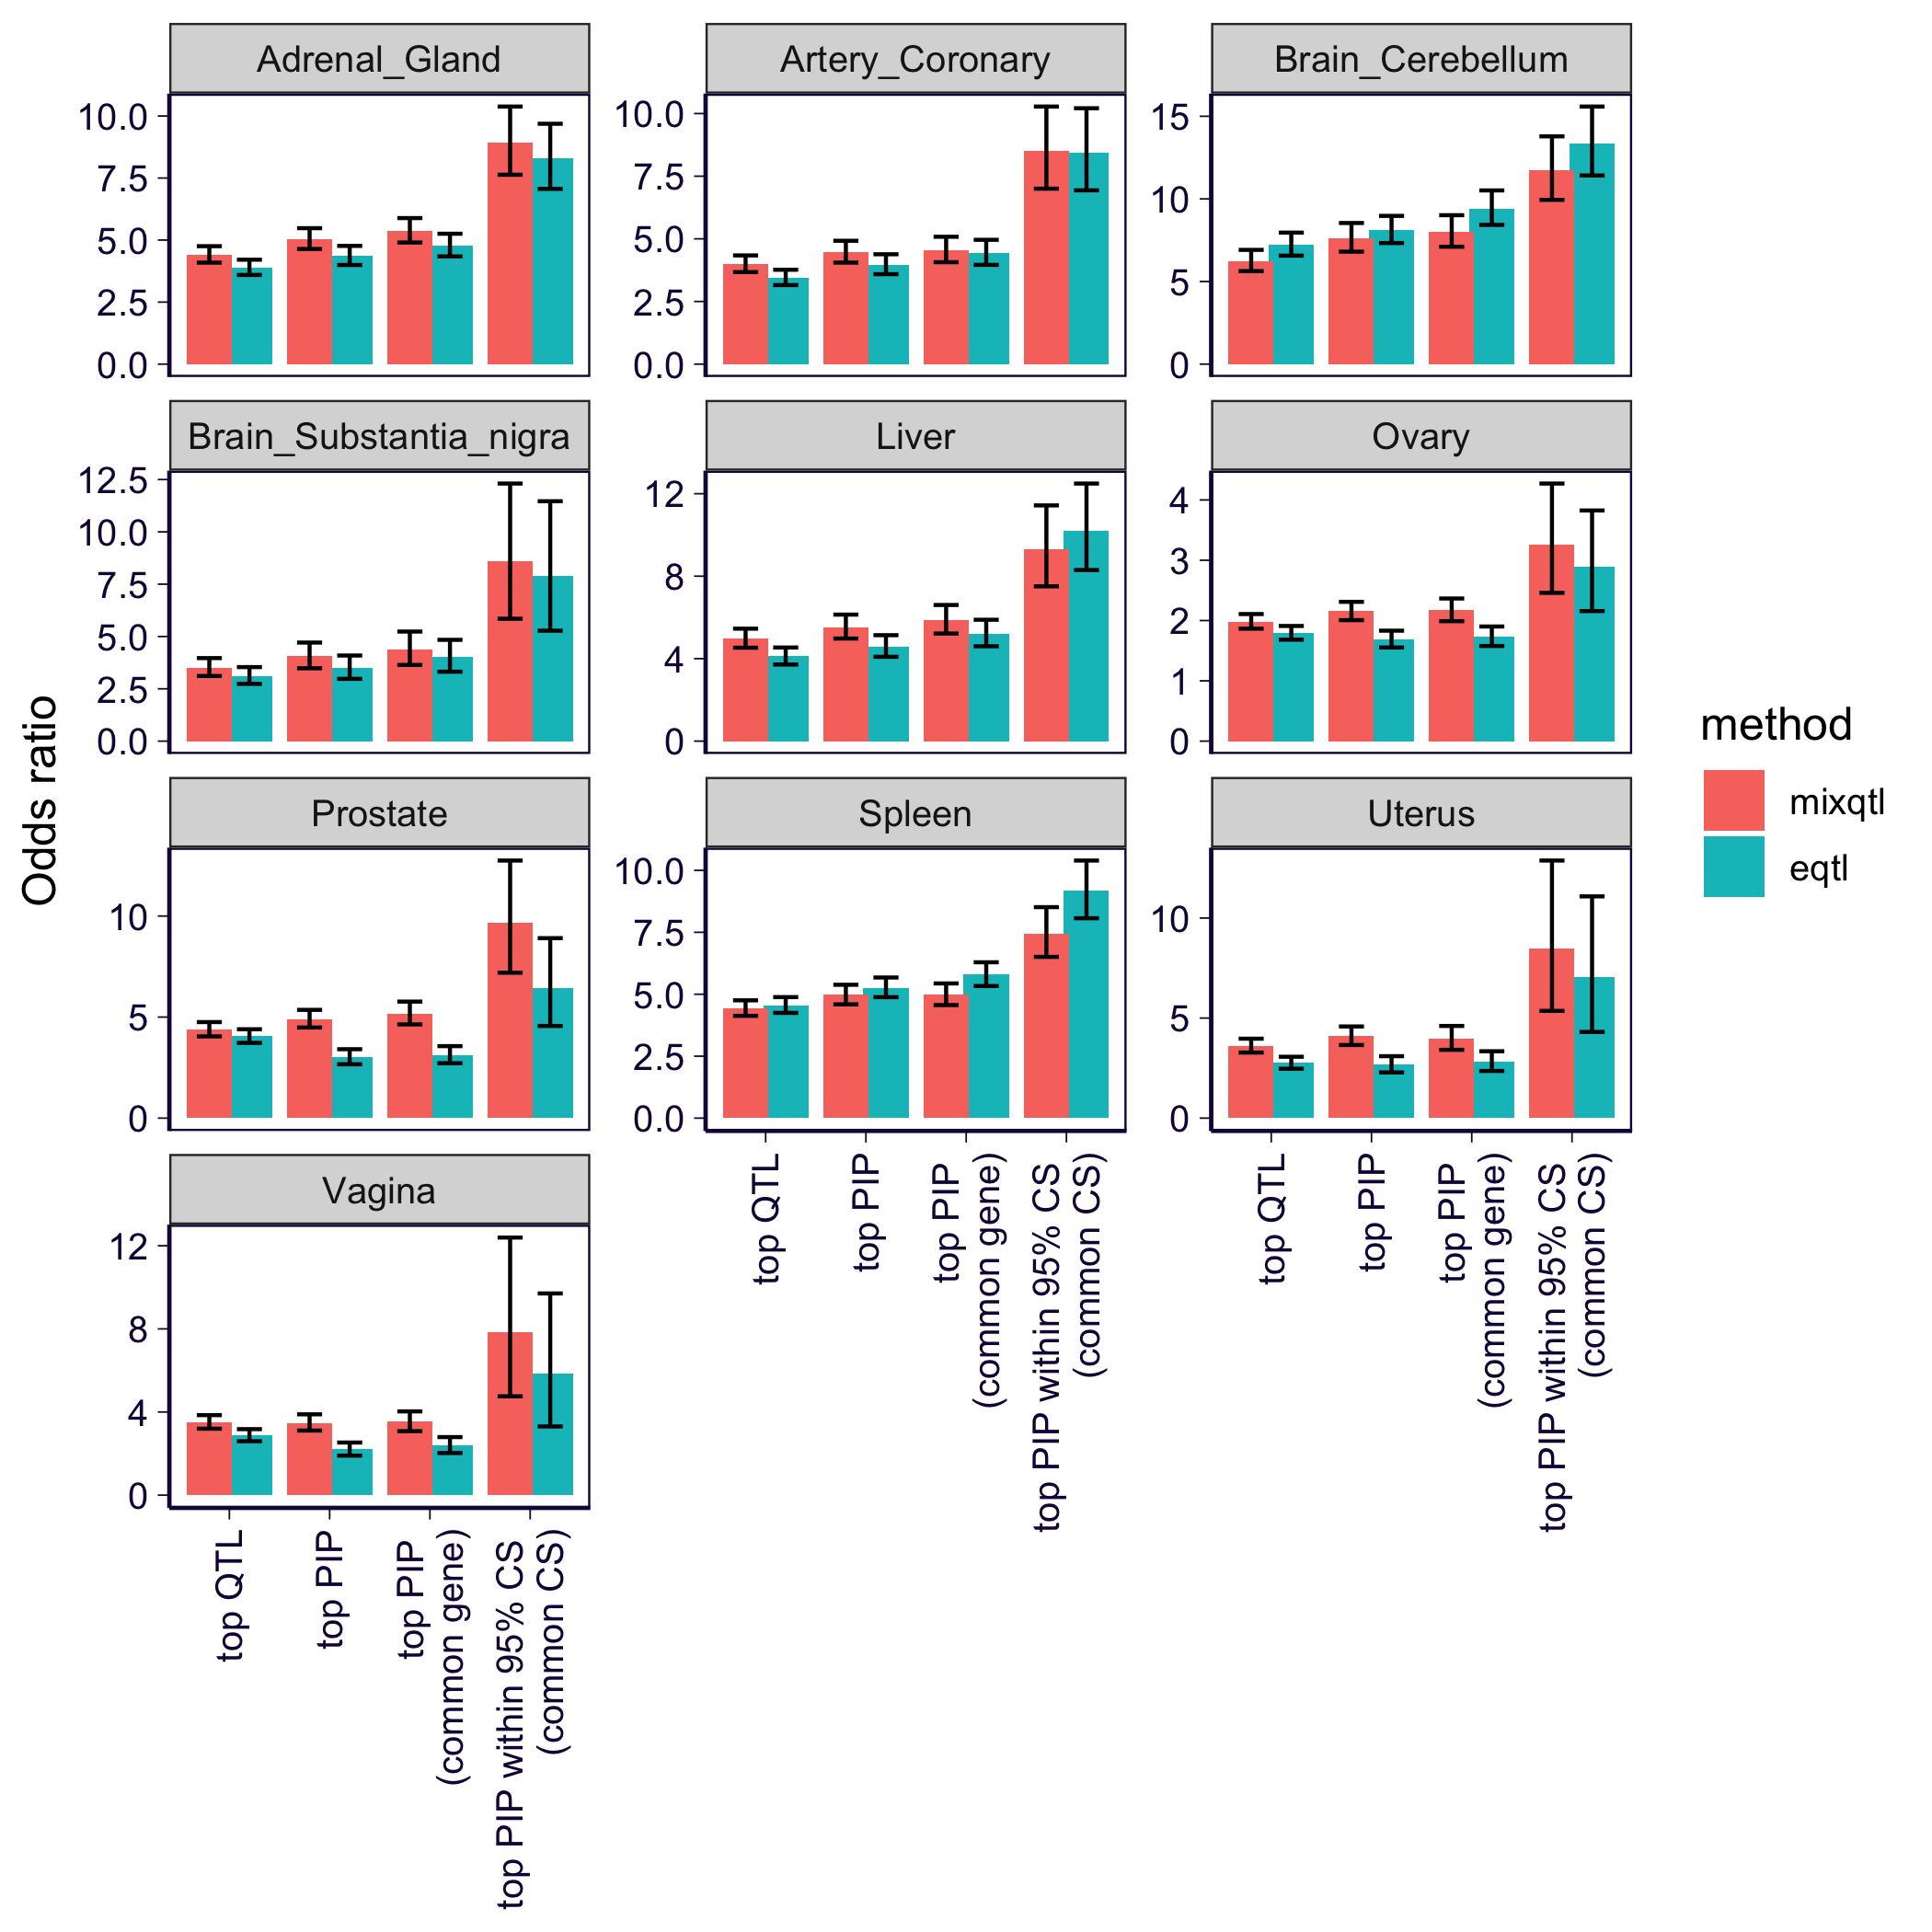 Adrenal_Gland
Artery_Coronary
Brain_Cerebellum
10.0
7.5
5.0
2.5
0.0
10.0
7.5
5.0
2.5
0.0
15
10
5
0
Brain_Substantia_nigra
Liver
Ovary
12.5
10.0
7.5
5.0
2.5
0.0
12
8
4
0
4
3
2
1
0
Odds ratio
method
mixqtl
eqtl
Prostate
Spleen
Uterus
10
5
0
10.0
7.5
5.0
2.5
0.0
10
5
0
top QTL
top PIP
top PIP
(common gene)
top PIP within 95% CS
(common CS)
top QTL
top PIP
top PIP
(common gene)
top PIP within 95% CS
(common CS)
Vagina
12
8
4
0
top QTL
top PIP
top PIP
(common gene)
top PIP within 95% CS
(common CS)